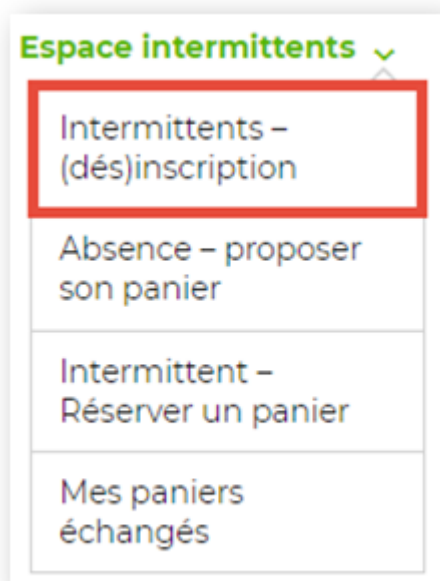 Espace intermittents
Intermittents –
(dés)inscription
Absence – proposer
son panier
Intermittent –
Réserver un panier
Mes paniers
échangés